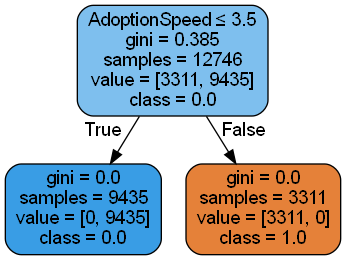 AdoptionSpeed ≤ 3.5
gini = 0.385
samples = 12746
value = [3311, 9435]
class = 0.0
True
False
gini = 0.0
samples = 9435
value = [0, 9435]
class = 0.0
gini = 0.0
samples = 3311
value = [3311, 0]
class = 1.0